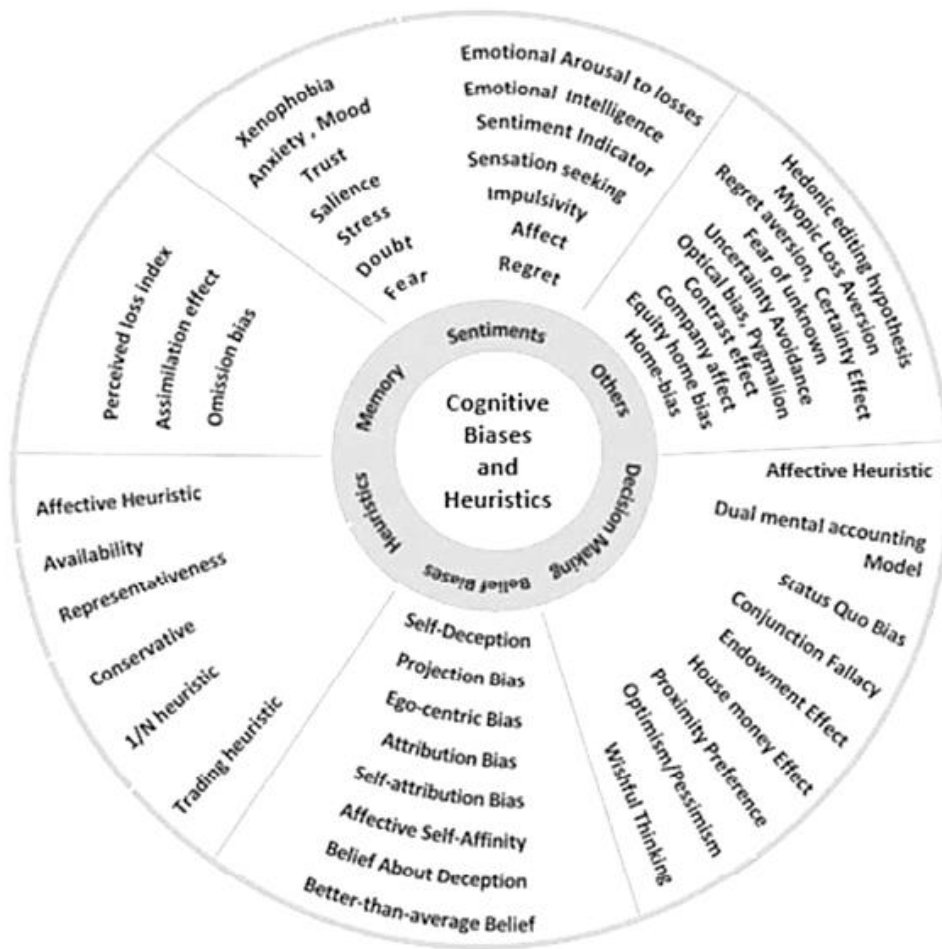 Cognitive
Biases
and
Heuristics
Sentiments
Others
Decision Making
Belief Biases
Heuristics
Memory
Xenophobia
Anxiety , Mood
Trust
Salience
Stress
Doubt
Fear
Emotional Arousal to losses
Emotional Intelligence
Sentiment Indicator
Sensation seeking
Impulsivity
Affect
Regret
Hedonic editing hypothesis
Myopic Loss Aversion
Regret aversion, Certainty Effect
Fear of unknown
Uncertainty Avoidance
Optical bias, Pygmalion
Contrast effect
Company affect
Equity home bias
Home-bias
Affective Heuristic
Dual mental accounting
Model
Status Quo Bias
Conjunction Fallacy
Endowment Effect
House money Effect
Proximity Preference
Optimism/Pessimism
Wishful Thinking
Self-Deception
Projection Bias
Ego-centric Bias
Attribution Bias
Self-attribution Bias
Affective Self-Affinity
Belief About Deception
Better-than-average Belief
Affective Heuristic
Availability
Representativeness
Conservative
1/N heuristic
Trading heuristic
Perceived loss index
Assimilation effect
Omission bias